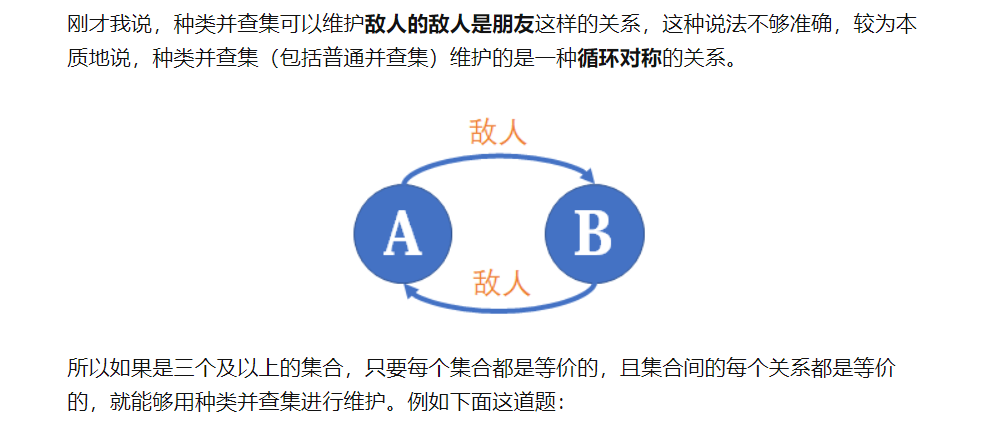 刚才我说，种类并查集可以维护敌人的敌人是朋友这样的关系，这种说法不够准确，较为本
质地说，种类并查集（包括普通并查集）维护的是一种循环对称的关系。
敌人
A
B
敌人
所以如果是三个及以上的集合，只要每个集合都是等价的，且集合间的每个关系都是等价
的，就能够用种类并查集进行维护。例如下面这道题：